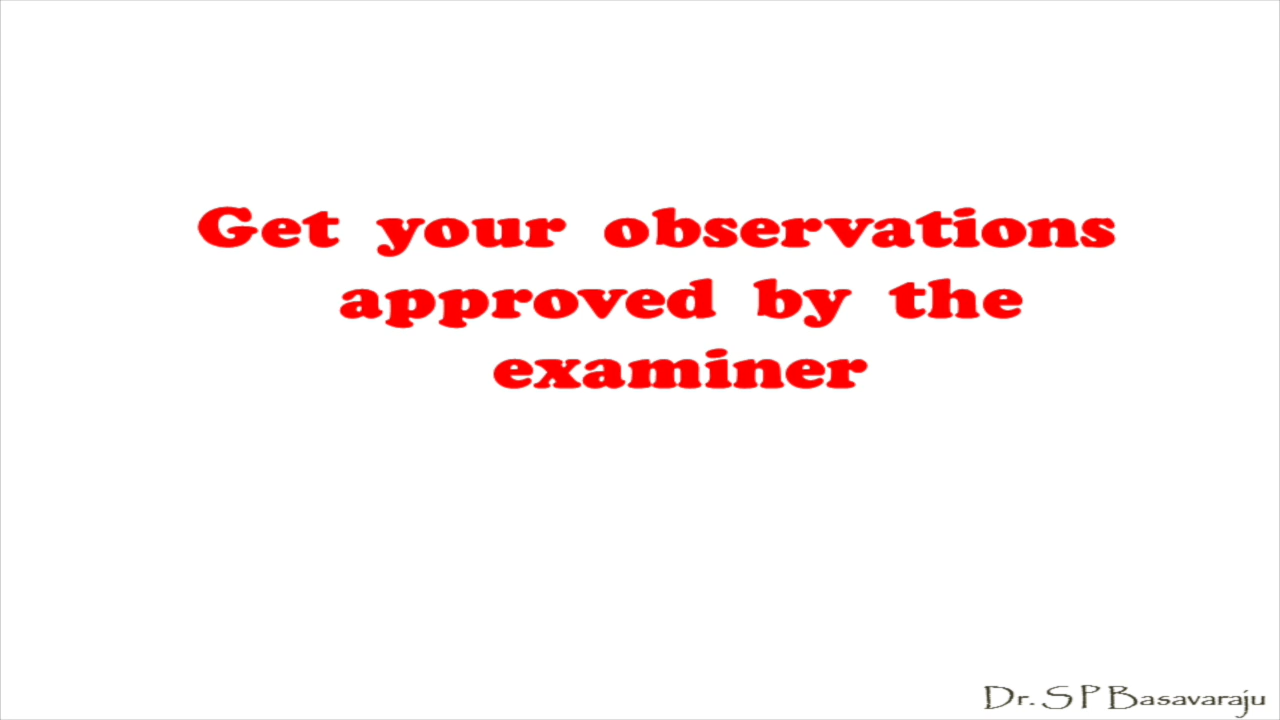 Get your observations
approved by the
examiner
Dr. S P Basavaraju